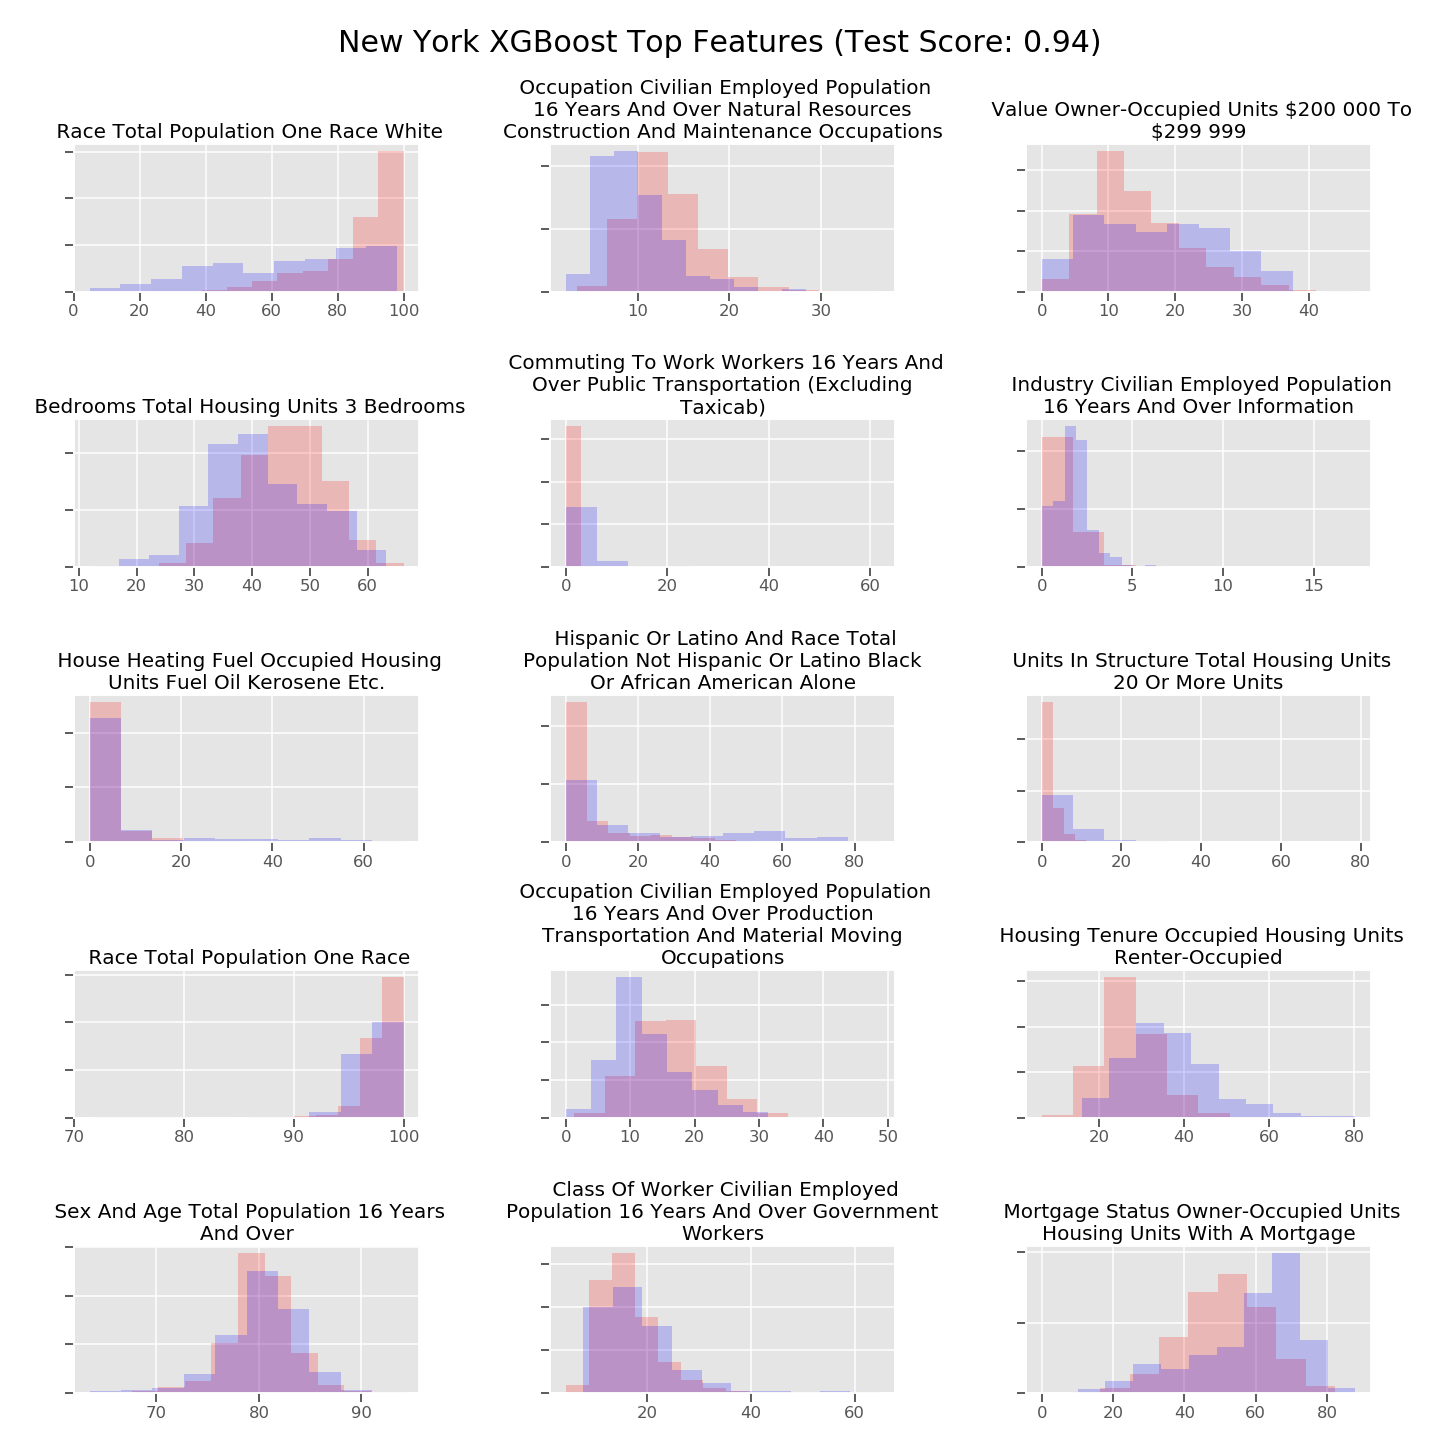 New York XGBoost Top Features (Test Score: 0.94)
Race Total Population One Race White
0 20 40 60 80 100
Occupation Civilian Employed Population
16 Years And Over Natural Resources
Construction And Maintenance Occupations
10 20 30
Value Owner-Occupied Units $200 000 To
$299 999
0 10 20 30 40
Bedrooms Total Housing Units 3 Bedrooms
10 20 30 40 50 60
Commuting To Work Workers 16 Years And
Over Public Transportation (Excluding
Taxicab)
0 20 40 60
Industry Civilian Employed Population
16 Years And Over Information
0 5 10 15
House Heating Fuel Occupied Housing
Units Fuel Oil Kerosene Etc.
0 20 40 60
Hispanic Or Latino And Race Total
Population Not Hispanic Or Latino Black
Or African American Alone
0 20 40 60 80
Units In Structure Total Housing Units
20 Or More Units
0 20 40 60 80
Race Total Population One Race
70 80 90 100
Occupation Civilian Employed Population
16 Years And Over Production
Transportation And Material Moving
Occupations
0 10 20 30 40 50
Housing Tenure Occupied Housing Units
Renter-Occupied
20 40 60 80
Sex And Age Total Population 16 Years
And Over
70 80 90
Class Of Worker Civilian Employed
Population 16 Years And Over Government
Workers
20 40 60
Mortgage Status Owner-Occupied Units
Housing Units With A Mortgage
0 20 40 60 80